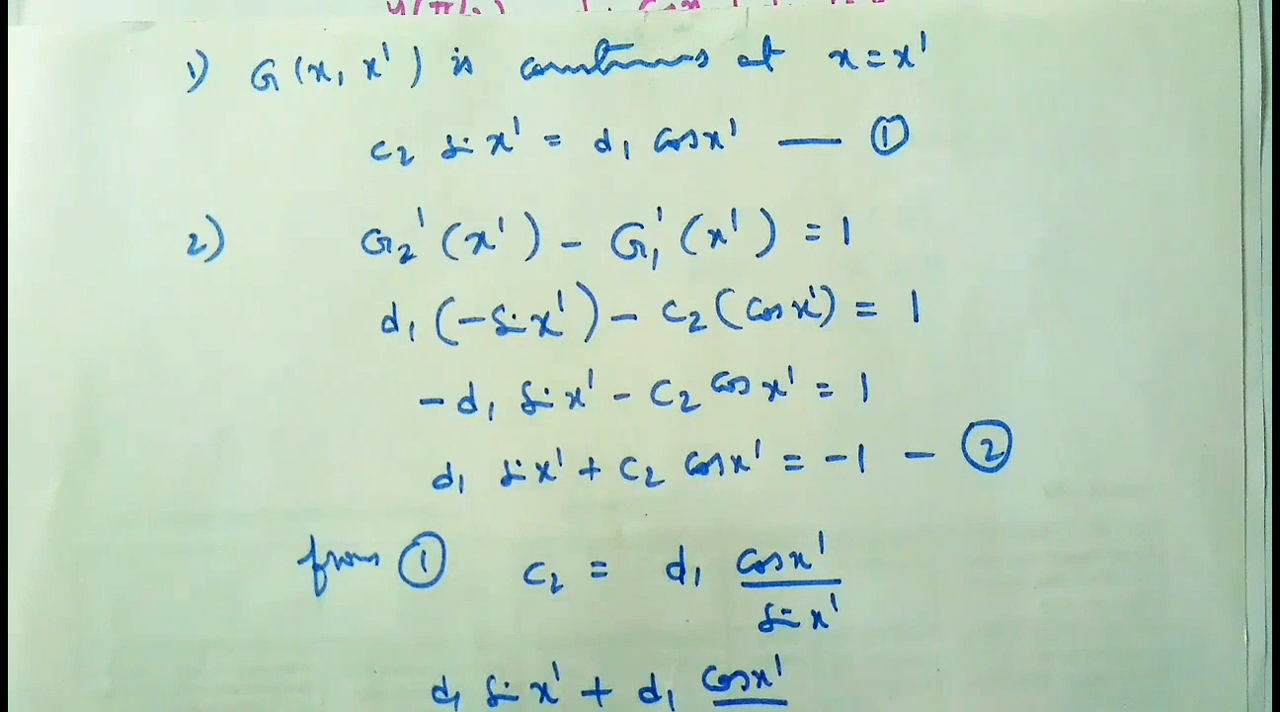 1) G(x, x') is continuous at x = x'
c₂ sin x' = d₁ cos x' — ①
2) G₂'(x') - G₁'(x') = 1
d₁(-sin x') - c₂(cos x') = 1
-d₁ sin x' - c₂ cos x' = 1
d₁ sin x' + c₂ cos x' = -1 - ②
from ① c₂ = d₁ cos x' / sin x'
d₁ sin x' + d₁ cos x'